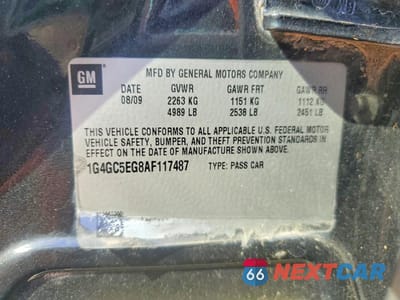 GM
MFD BY GENERAL MOTORS COMPANY
DATE GVWR GAWR FRT GAWR RR
08/09 2263 KG 1151 KG 1112 KG
4989 LB 2538 LB 2451 LB
THIS VEHICLE CONFORMS TO ALL APPLICABLE U.S. FEDERAL MOTOR
VEHICLE SAFETY, BUMPER, AND THEFT PREVENTION STANDARDS
IN EFFECT ON THE DATE OF MANUFACTURE SHOWN ABOVE.
1G4GC5EG8AF117487 TYPE: PASS CAR
66 NEXTCAR